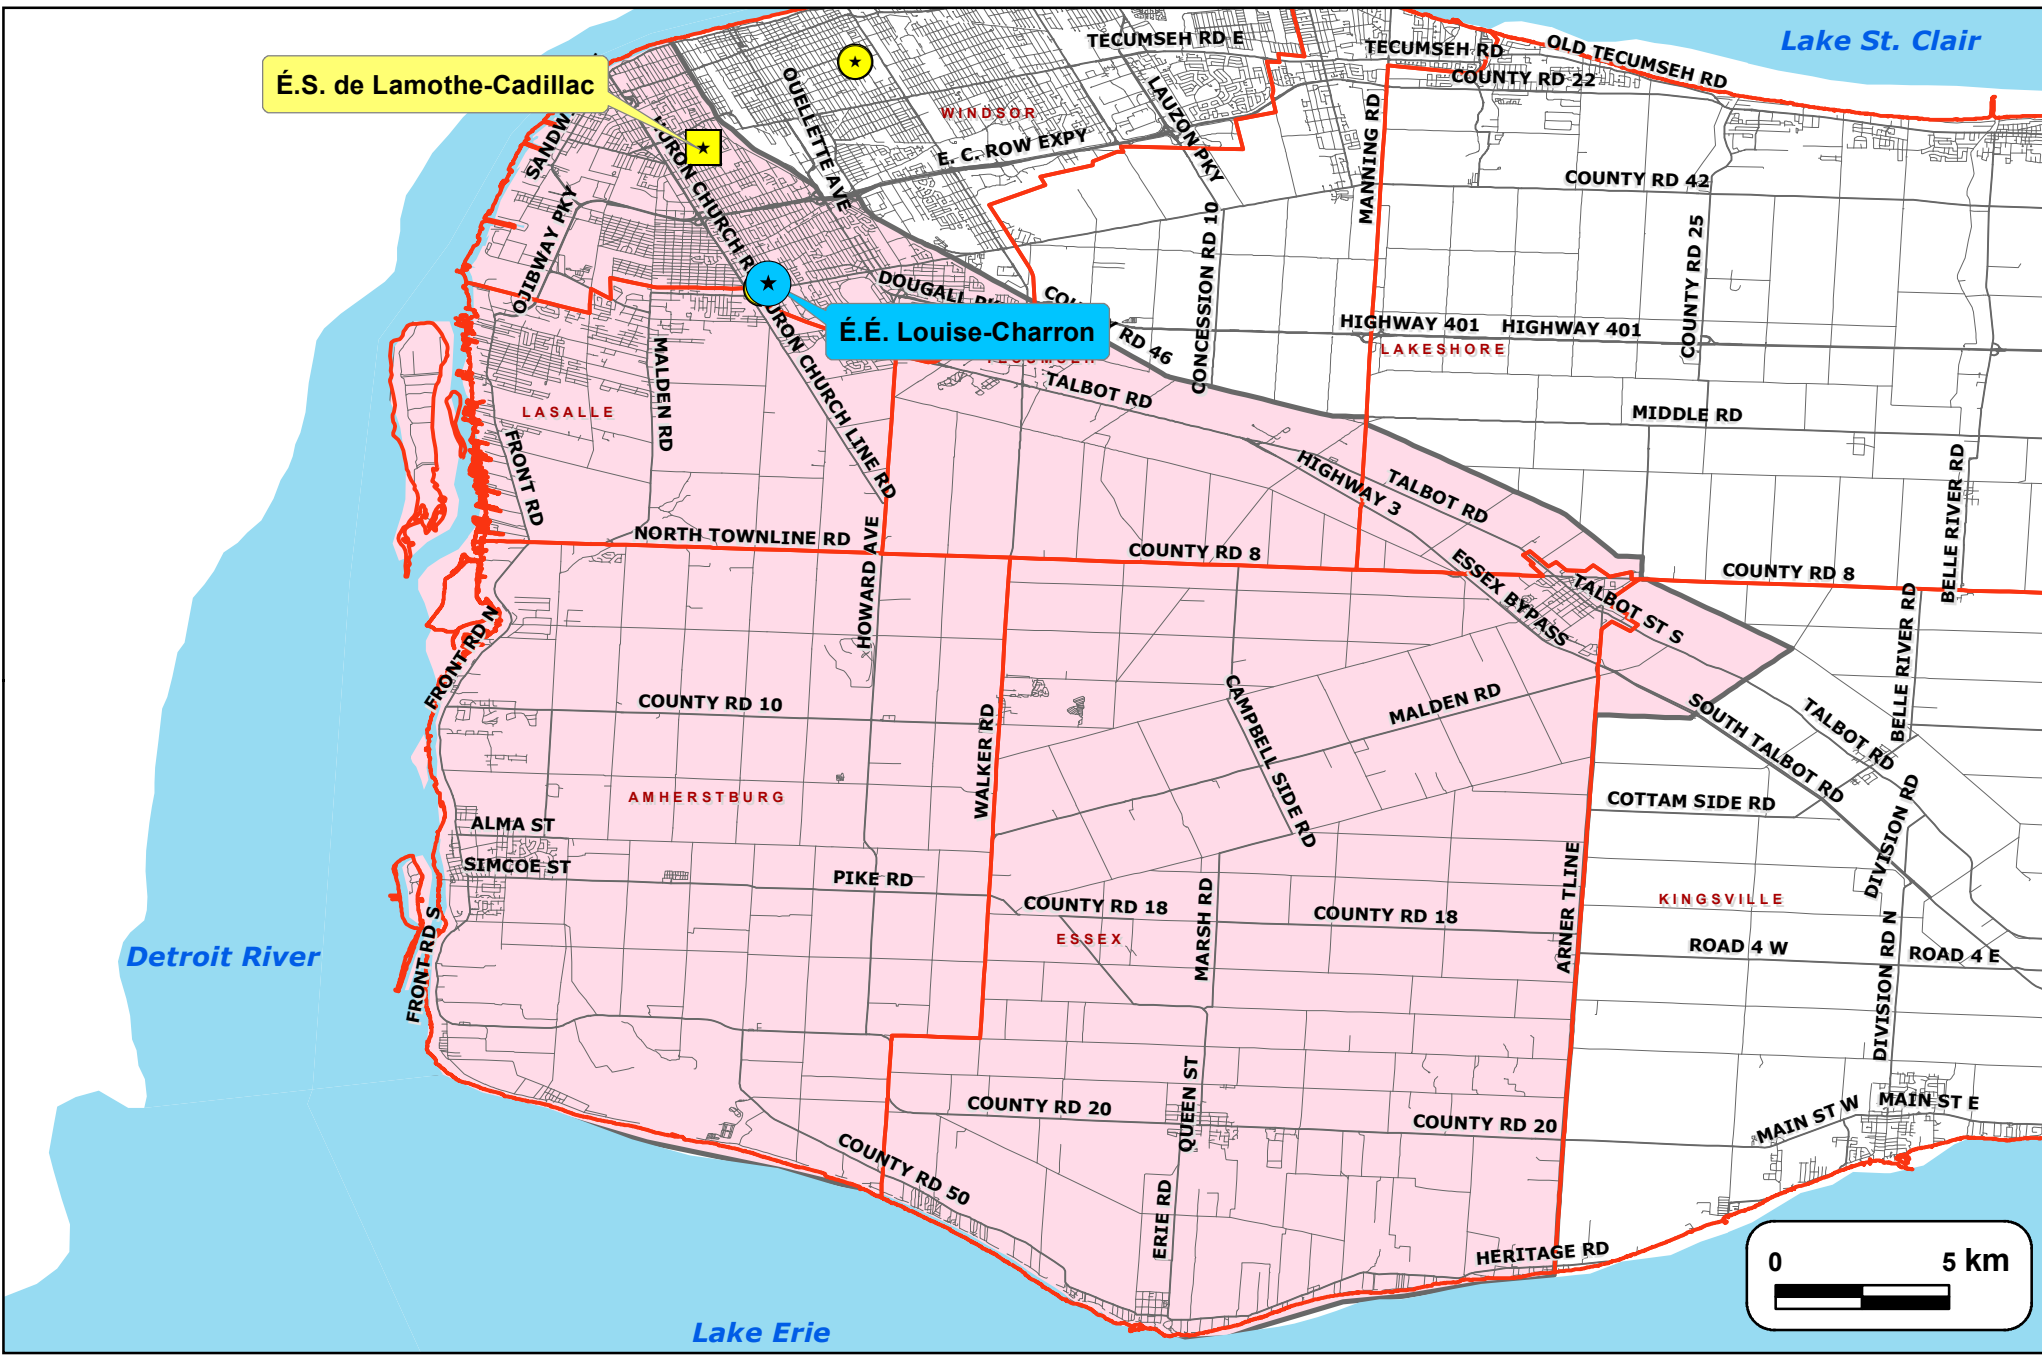 Lake St. Clair
TECUMSEH RD E
TECUMSEH RD
OLD TECUMSEH RD
COUNTY RD 22
É.S. de Lamothe-Cadillac
OUELLETTE AVE
LAUZON PKY
MANNING RD
WINDSOR
E. C. ROW EXPY
HURON CHURCH
COUNTY RD 42
OJIBWAY PKY
CONCESSION RD 10
COUNTY RD 25
É.É. Louise-Charron
HIGHWAY 401
HIGHWAY 401
LAKESHORE
RD 46
HURON CHURCH LINE RD
MALDEN RD
TALBOT RD
LASALLE
MIDDLE RD
FRONT RD
HIGHWAY 3
TALBOT RD
BELLE RIVER RD
NORTH TOWNLINE RD
HOWARD AVE
COUNTY RD 8
ESSEX BYPASS
TALBOT ST S
COUNTY RD 8
FRONT RD N
BELLE RIVER RD
COUNTY RD 10
WALKER RD
CAMPBELL SIDE RD
MALDEN RD
SOUTH TALBOT RD
TALBOT RD
AMHERSTBURG
COTTAM SIDE RD
DIVISION RD
ALMA ST
SIMCOE ST
PIKE RD
COUNTY RD 18
MARSH RD
COUNTY RD 18
ARNER TLINE
KINGSVILLE
ESSEX
Detroit River
FRONT RD S
ROAD 4 W
DIVISION RD N
ROAD 4 E
COUNTY RD 20
QUEEN ST
COUNTY RD 20
MAIN ST W
MAIN ST E
COUNTY RD 50
ERIE RD
HERITAGE RD
Lake Erie
0 5 km